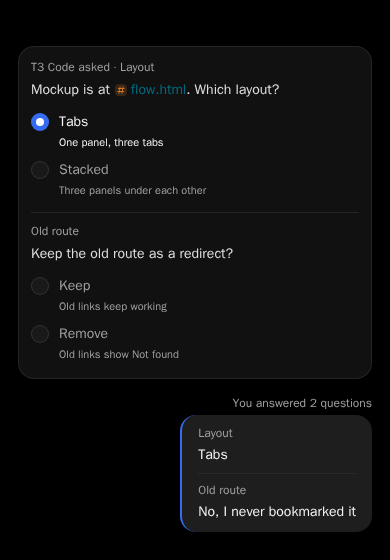 T3 Code asked · Layout
Mockup is at # flow.html. Which layout?
Tabs
One panel, three tabs
Stacked
Three panels under each other
Old route
Keep the old route as a redirect?
Keep
Old links keep working
Remove
Old links show Not found
You answered 2 questions
Layout
Tabs
Old route
No, I never bookmarked it